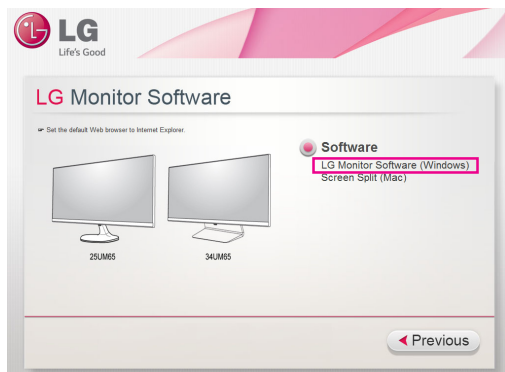 LG
Life's Good
LG Monitor Software
☞ Set the default Web browser to Internet Explorer.
Software
LG Monitor Software (Windows)
Screen Split (Mac)
25UM65
34UM65
Previous